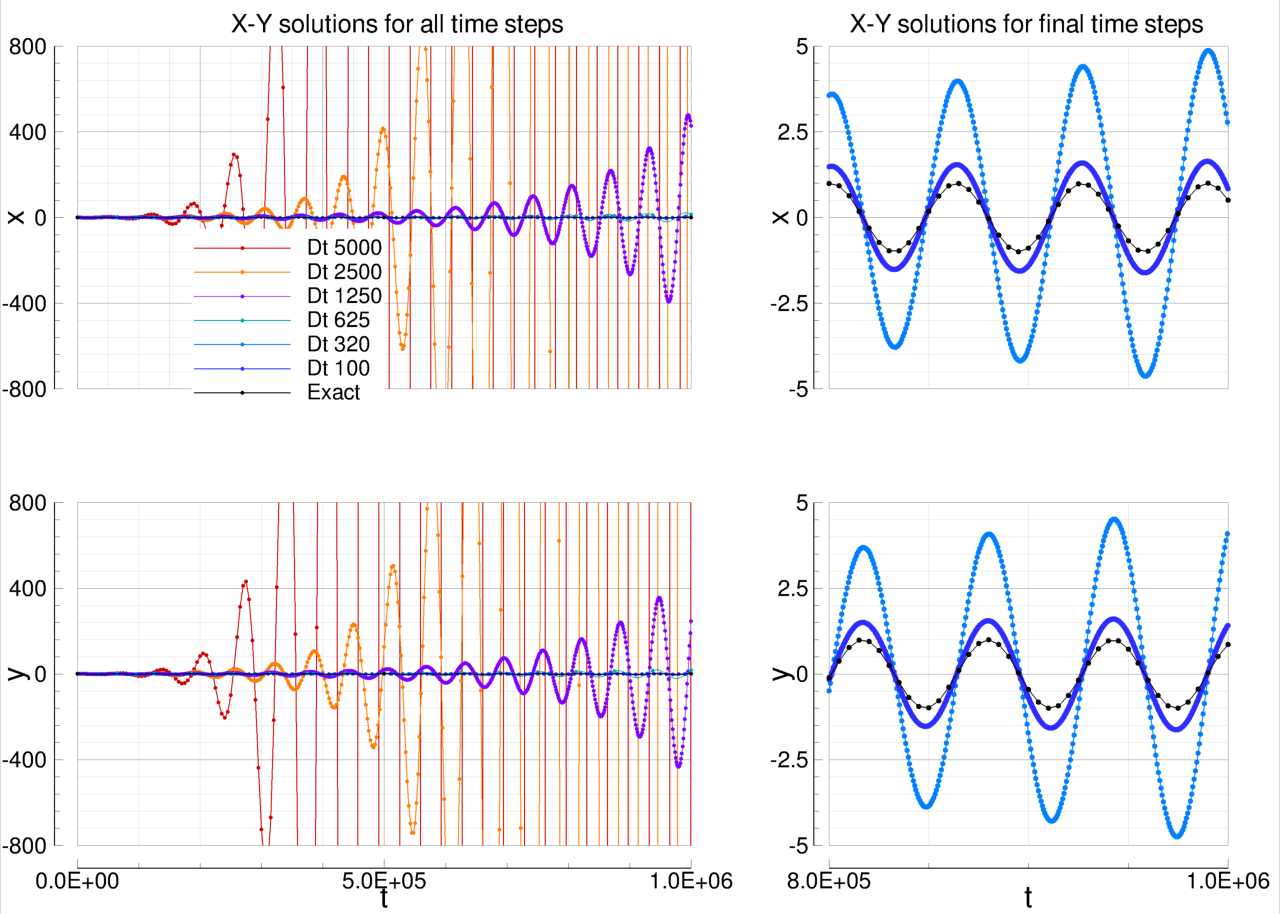 X-Y solutions for all time steps
X-Y solutions for final time steps
800
400
0
-400
-800
x
Dt 5000
Dt 2500
Dt 1250
Dt 625
Dt 320
Dt 100
Exact
5
2.5
0
-2.5
-5
x
800
400
0
-400
-800
y
0.0E+00
5.0E+05
1.0E+06
t
5
2.5
0
-2.5
-5
y
8.0E+05
1.0E+06
t